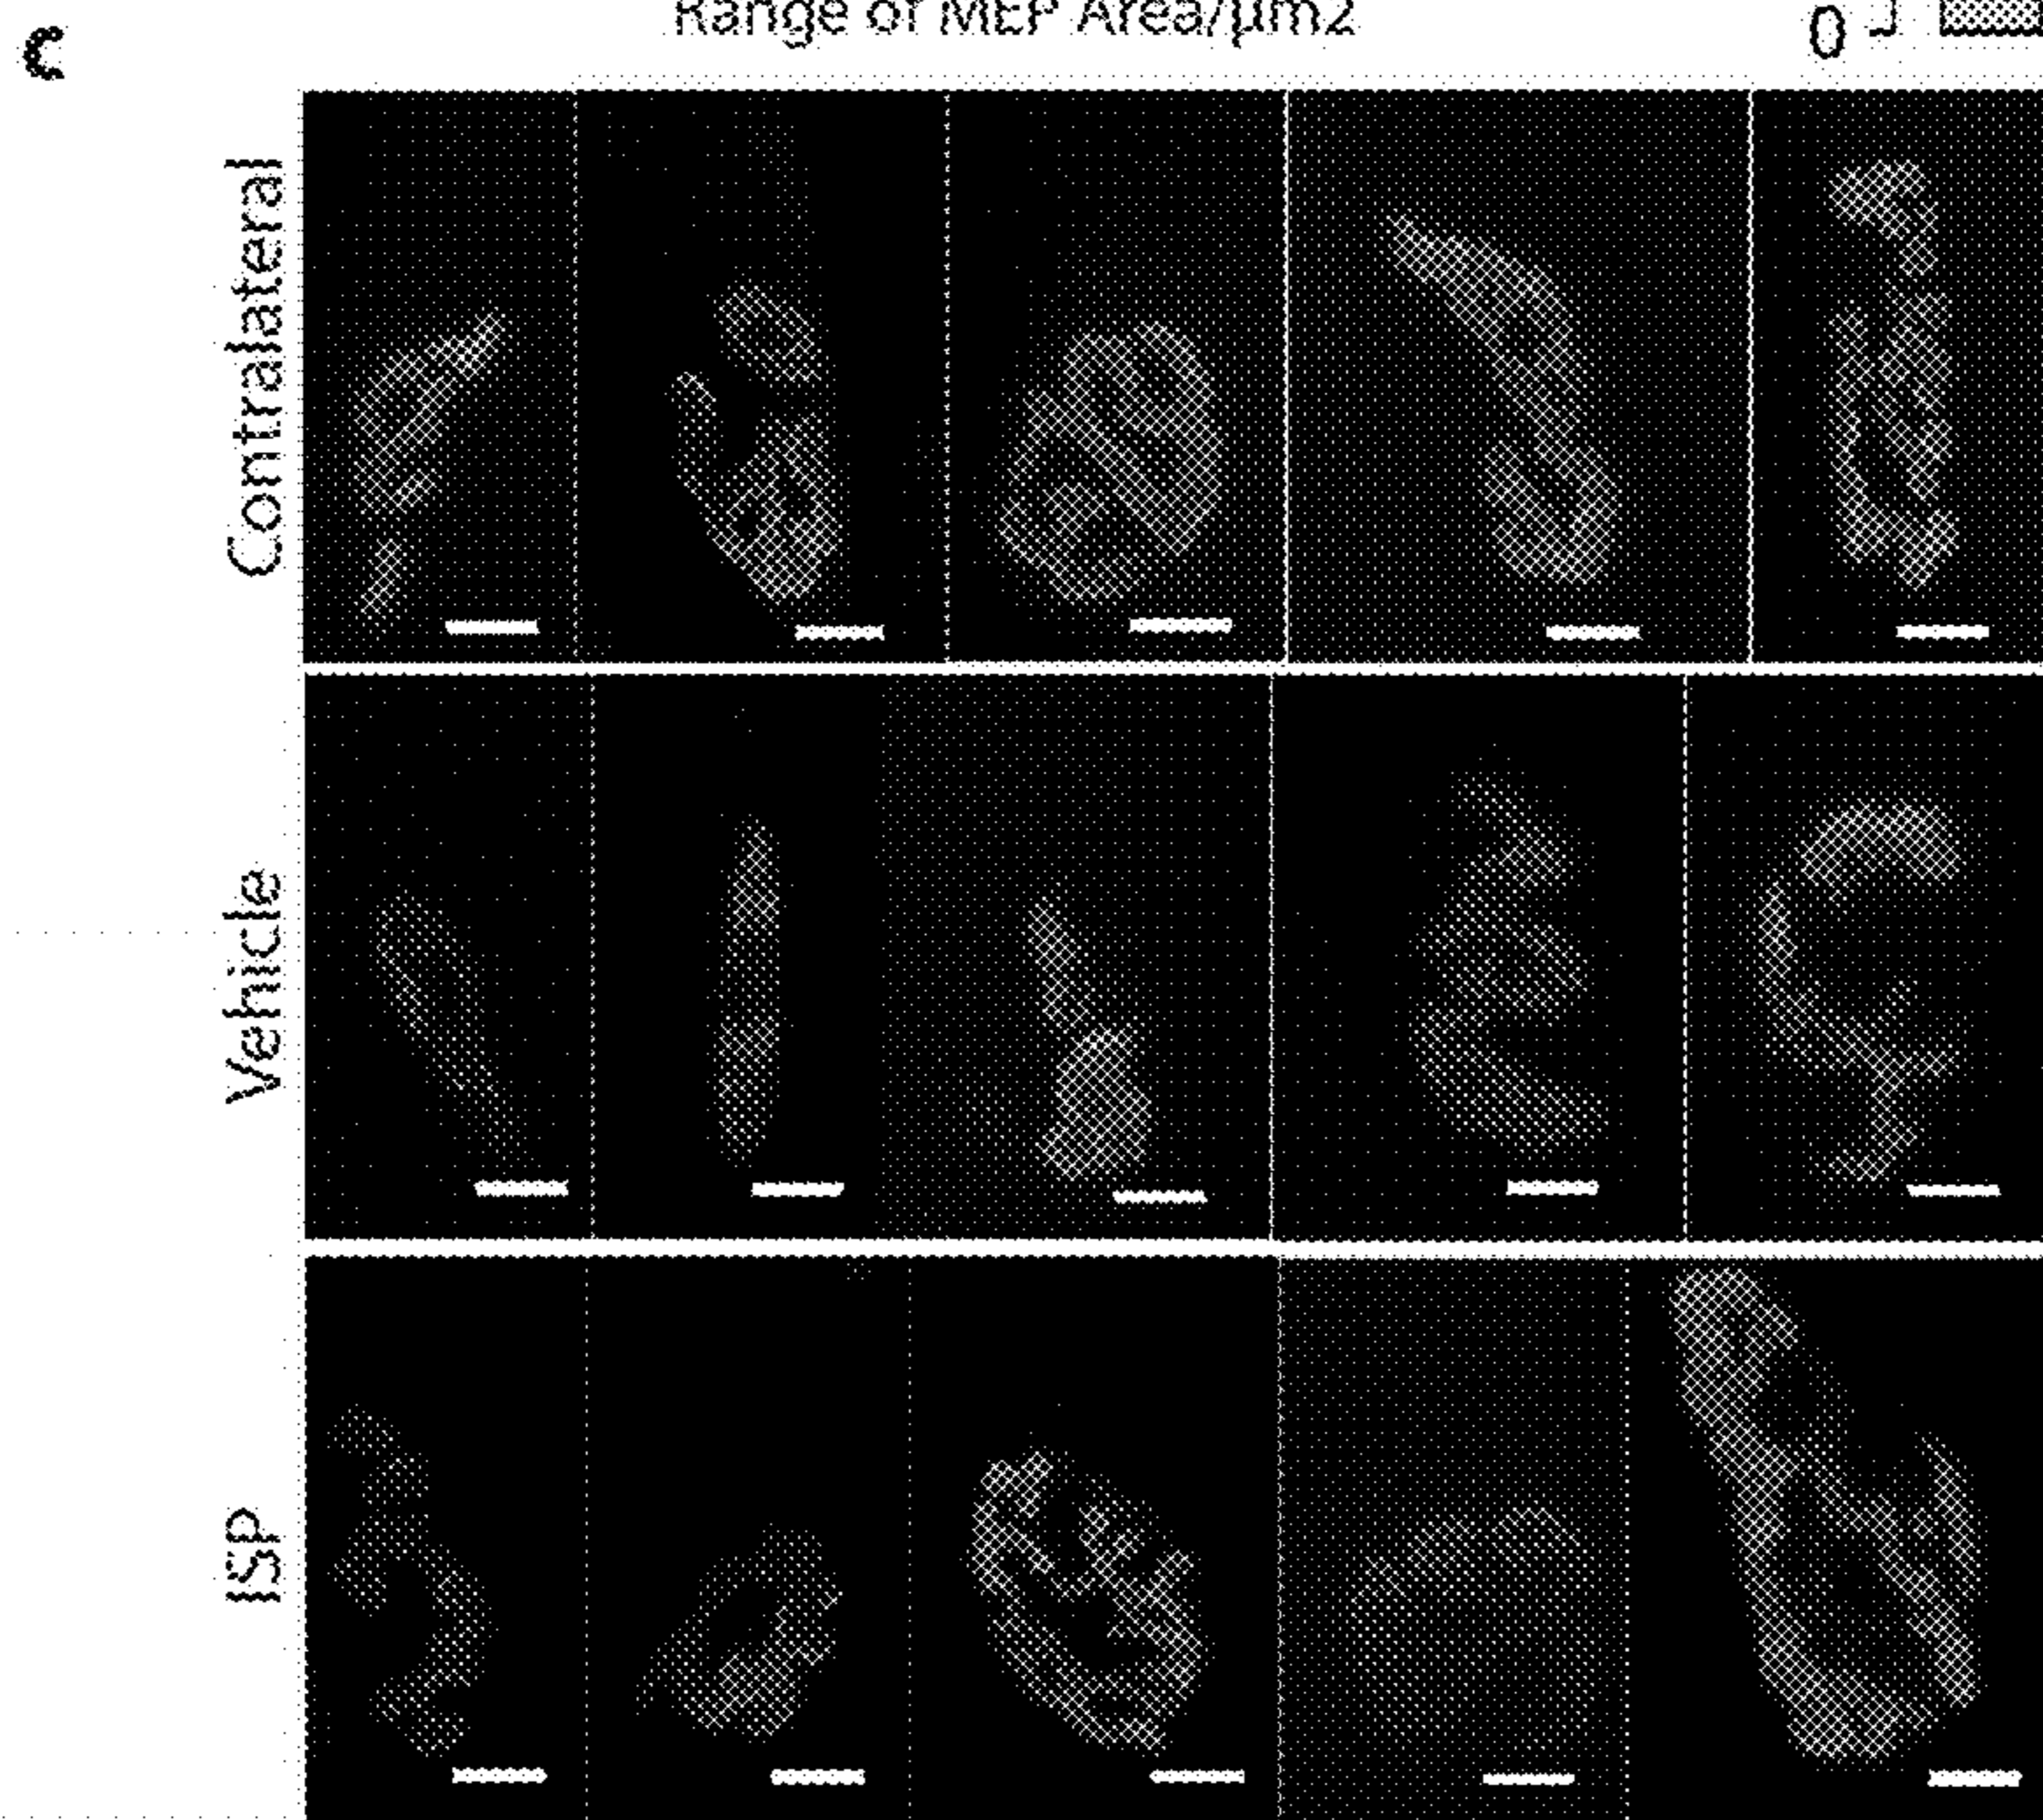 Range of MEP Area/µm2
0
c
Contralateral
Vehicle
ISP